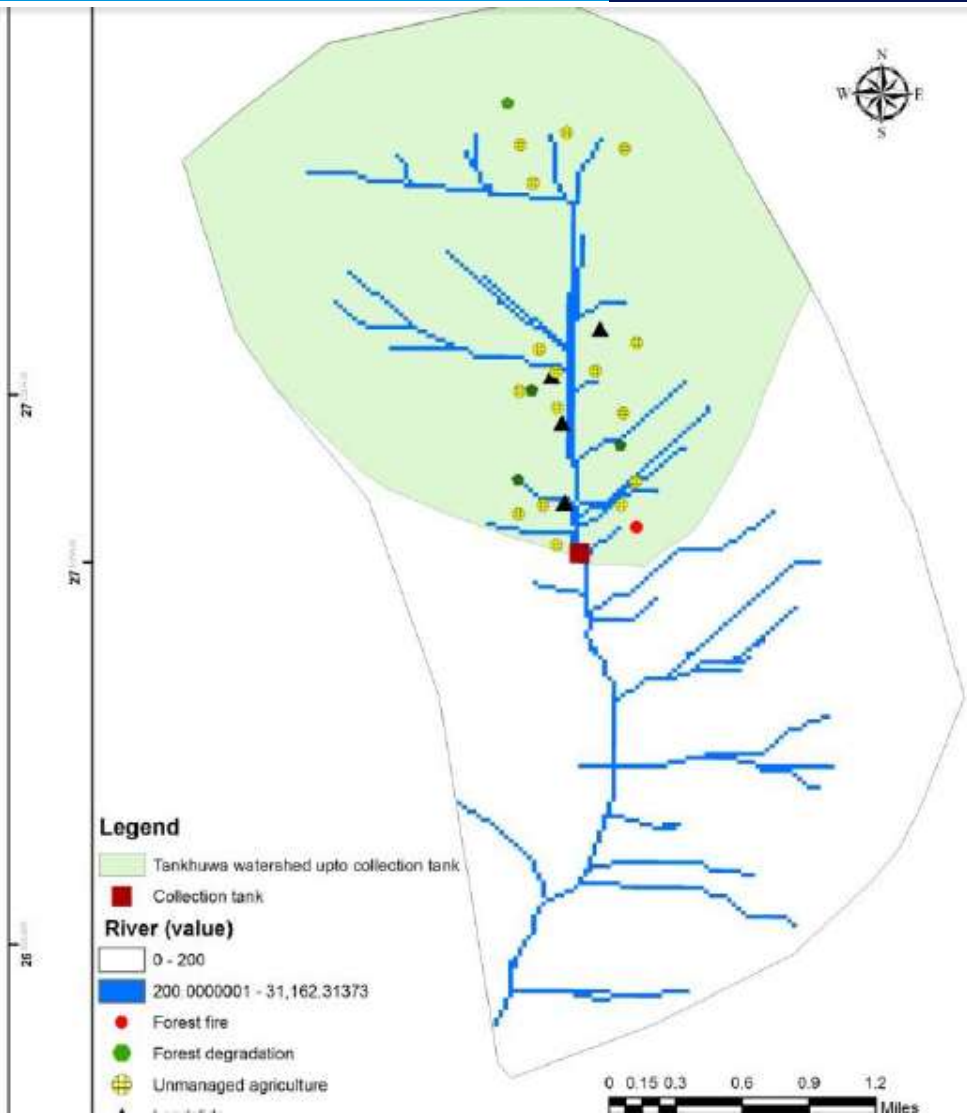 N
W E
S
27
27
26
Legend
Tankhuwa watershed upto collection tank
Collection tank
River (value)
0 - 200
200.0000001 - 31,162.31373
Forest fire
Forest degradation
Unmanaged agriculture
0 0.15 0.3 0.6 0.9 1.2
Miles